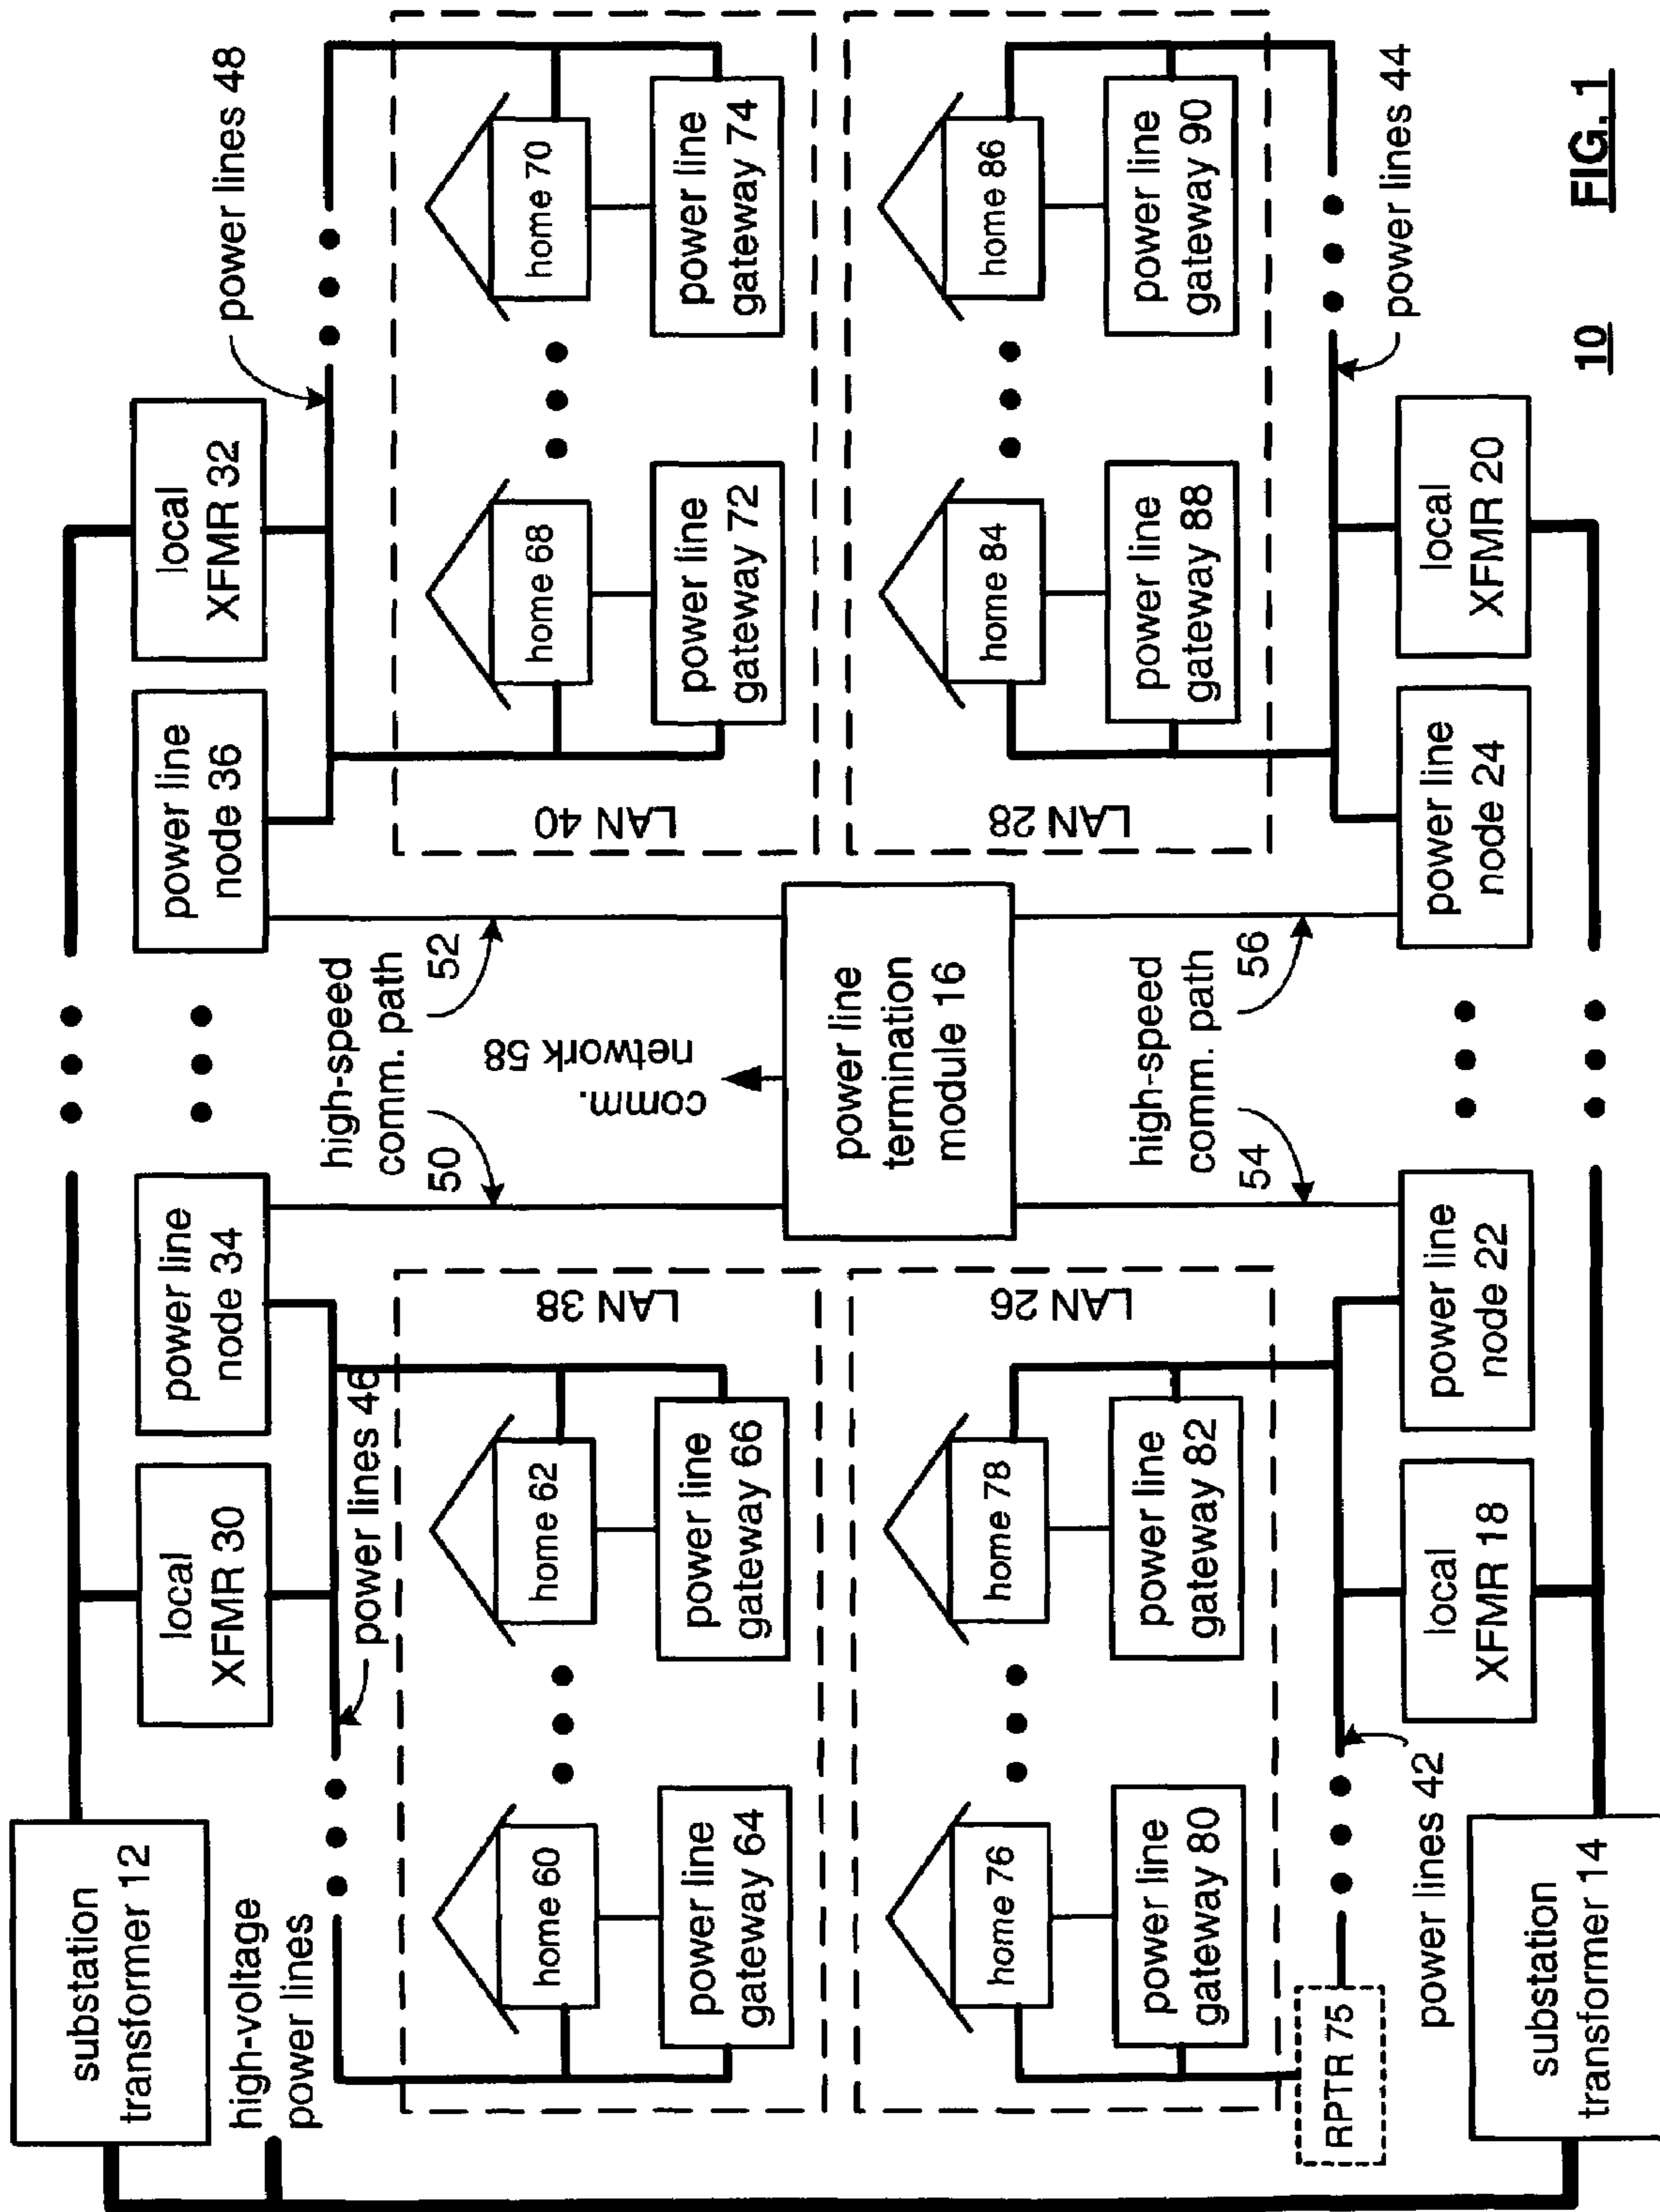 substation
transformer 12
high-voltage
power lines
local
XFMR 30
power line
node 34
power lines 46
power line
node 36
local
XFMR 32
power lines 48
home 60
power line
gateway 64
home 62
power line
gateway 66
LAN 38
high-speed
comm. path
50
52
comm.
network 58
LAN 40
home 68
power line
gateway 72
home 70
power line
gateway 74
power line
termination
module 16
home 76
power line
gateway 80
home 78
power line
gateway 82
LAN 26
high-speed
comm. path
54
56
LAN 28
home 84
power line
gateway 88
home 86
power line
gateway 90
RPTR 75
power lines 42
substation
transformer 14
local
XFMR 18
power line
node 22
power line
node 24
local
XFMR 20
power lines 44
10
FIG. 1